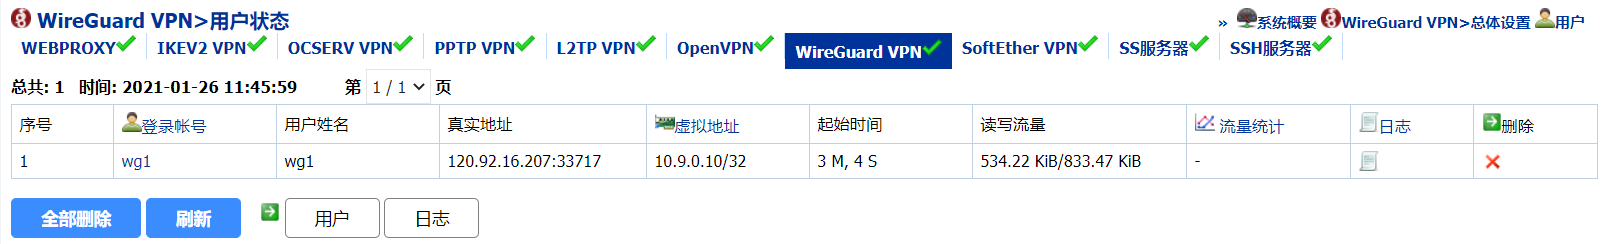 WireGuard VPN>用户状态
» 系统概要 WireGuard VPN>总体设置 用户
WEBPROXY IKEV2 VPN OCSERV VPN PPTP VPN L2TP VPN OpenVPN WireGuard VPN SoftEther VPN SS服务器 SSH服务器
总共: 1 时间: 2021-01-26 11:45:59 第 1 / 1 页
序号 登录帐号 用户姓名 真实地址 虚拟地址 起始时间 读写流量 流量统计 日志 删除
1 wg1 wg1 120.92.16.207:33717 10.9.0.10/32 3 M, 4 S 534.22 KiB/833.47 KiB -
全部删除 刷新 用户 日志